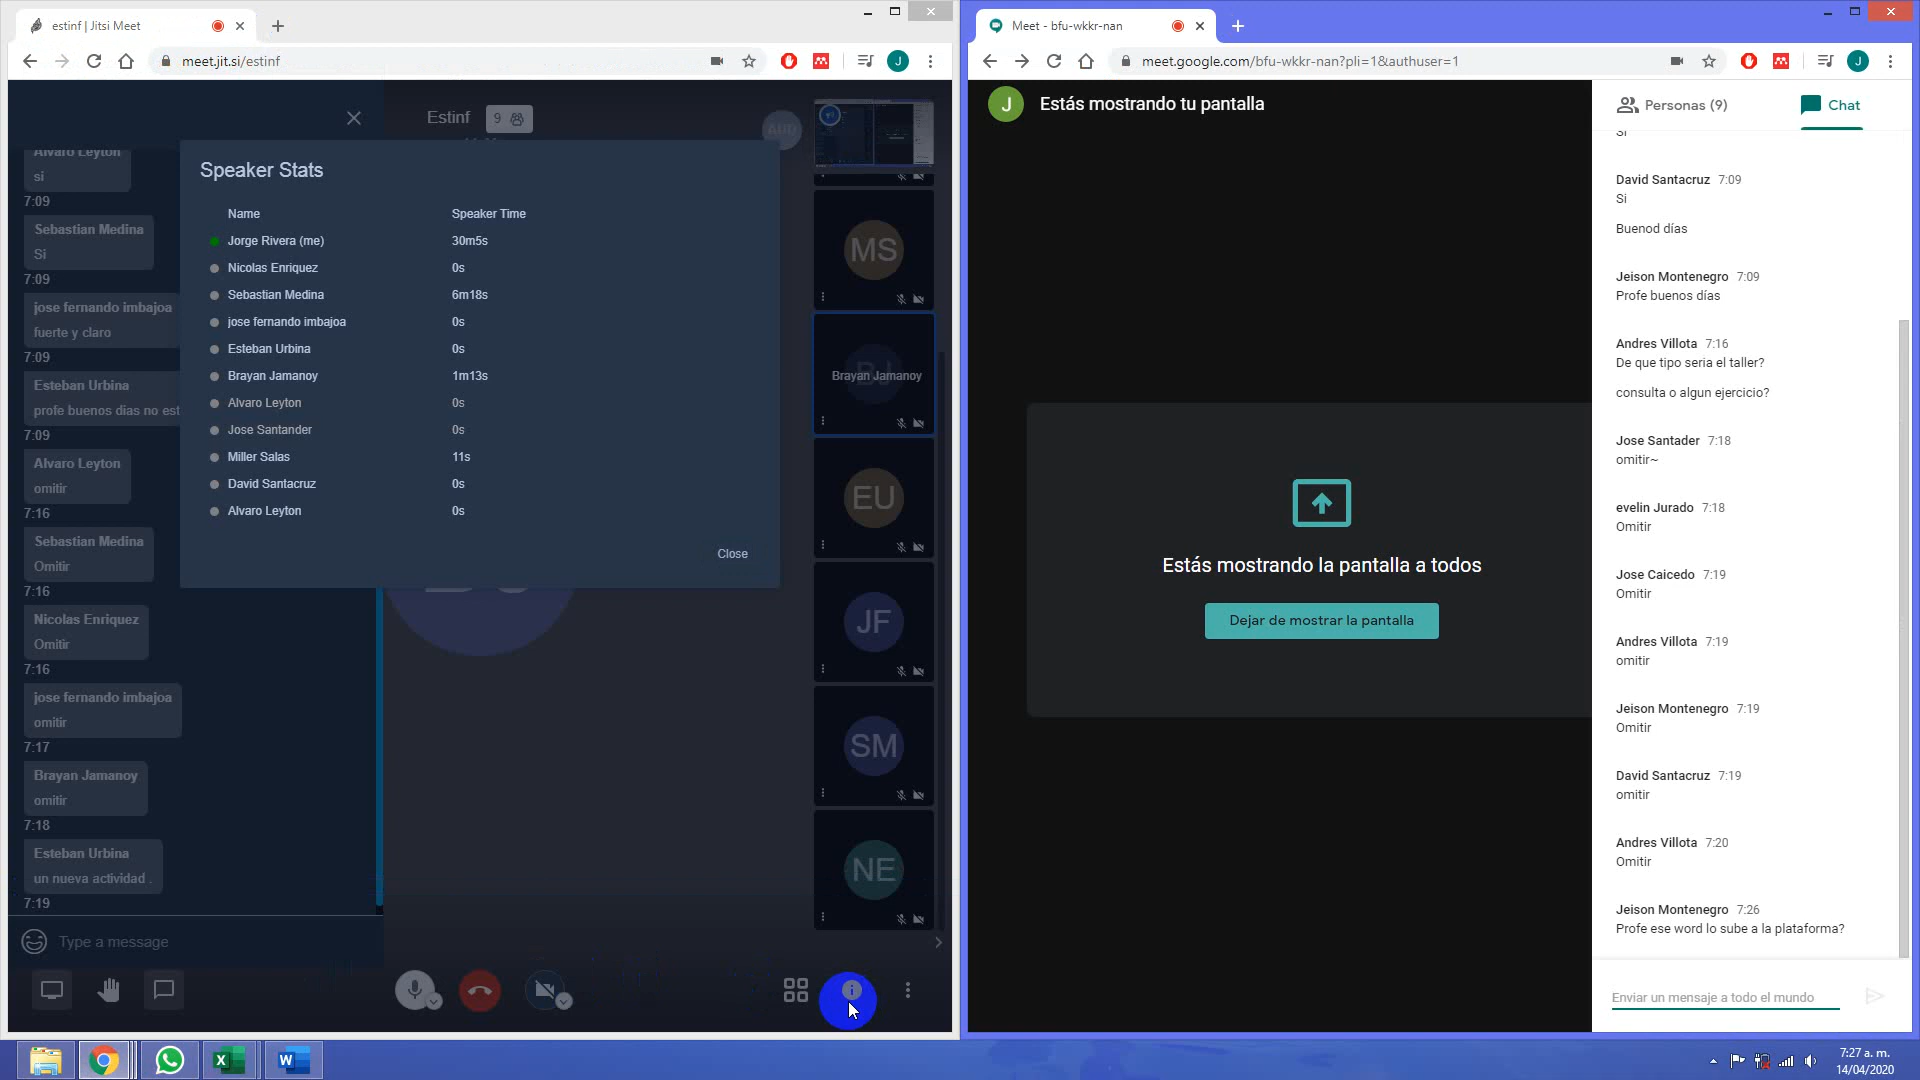 estinf | Jitsi Meet
meet.jit.si/estinf
J
Estinf
9
AUD
Alvaro Leyton
si
7:09
Sebastian Medina
Si
7:09
jose fernando imbajoa
fuerte y claro
7:09
Esteban Urbina
profe buenos dias no est
7:09
Alvaro Leyton
omitir
7:16
Sebastian Medina
Omitir
7:16
Nicolas Enriquez
Omitir
7:16
jose fernando imbajoa
omitir
7:17
Brayan Jamanoy
omitir
7:18
Esteban Urbina
un nueva actividad .
7:19
Type a message
Speaker Stats
Name Speaker Time
Jorge Rivera (me) 30m5s
Nicolas Enriquez 0s
Sebastian Medina 6m18s
jose fernando imbajoa 0s
Esteban Urbina 0s
Brayan Jamanoy 1m13s
Alvaro Leyton 0s
Jose Santander 0s
Miller Salas 11s
David Santacruz 0s
Alvaro Leyton 0s
Close
MS
BJ
Brayan Jamanoy
EU
JF
SM
NE
Meet - bfu-wkkr-nan
meet.google.com/bfu-wkkr-nan?pli=1&authuser=1
J
J
Estás mostrando tu pantalla
Estás mostrando la pantalla a todos
Dejar de mostrar la pantalla
Personas (9)
Chat
Si
David Santacruz 7:09
Si
Buenod días
Jeison Montenegro 7:09
Profe buenos días
Andres Villota 7:16
De que tipo seria el taller?
consulta o algun ejercicio?
Jose Santader 7:18
omitir~
evelin Jurado 7:18
Omitir
Jose Caicedo 7:19
Omitir
Andres Villota 7:19
omitir
Jeison Montenegro 7:19
Omitir
David Santacruz 7:19
omitir
Andres Villota 7:20
Omitir
Jeison Montenegro 7:26
Profe ese word lo sube a la plataforma?
Enviar un mensaje a todo el mundo
7:27 a. m.
14/04/2020